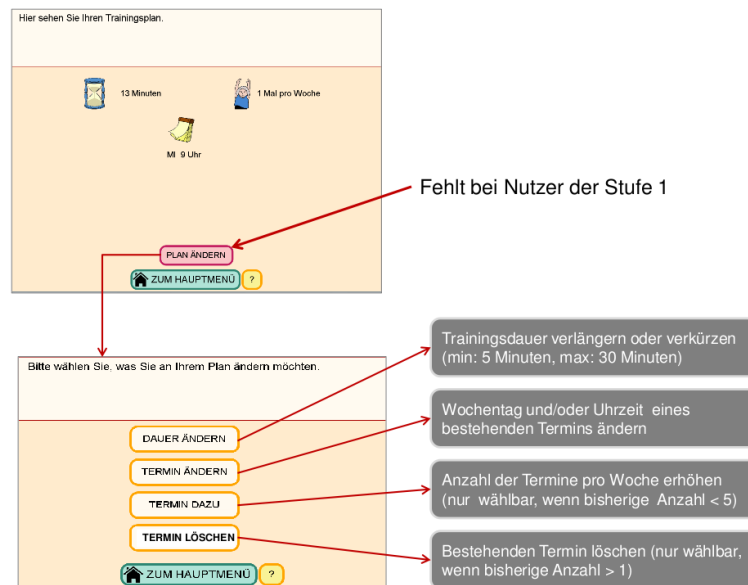 Hier sehen Sie Ihren Trainingsplan.
13 Minuten
1 Mal pro Woche
MI 9 Uhr
Fehlt bei Nutzer der Stufe 1
PLAN ÄNDERN
ZUM HAUPTMENÜ ?
Bitte wählen Sie, was Sie an Ihrem Plan ändern möchten.
DAUER ÄNDERN
TERMIN ÄNDERN
TERMIN DAZU
TERMIN LÖSCHEN
ZUM HAUPTMENÜ ?
Trainingsdauer verlängern oder verkürzen
(min: 5 Minuten, max: 30 Minuten)
Wochentag und/oder Uhrzeit eines
bestehenden Termins ändern
Anzahl der Termine pro Woche erhöhen
(nur wählbar, wenn bisherige Anzahl < 5)
Bestehenden Termin löschen (nur wählbar,
wenn bisherige Anzahl > 1)